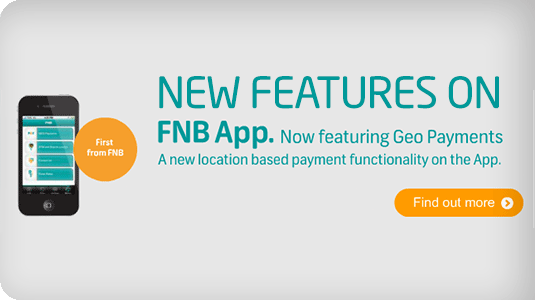 NEW FEATURES ON
FNB App. Now featuring Geo Payments
A new location based payment functionality on the App.
First
from FNB
Find out more